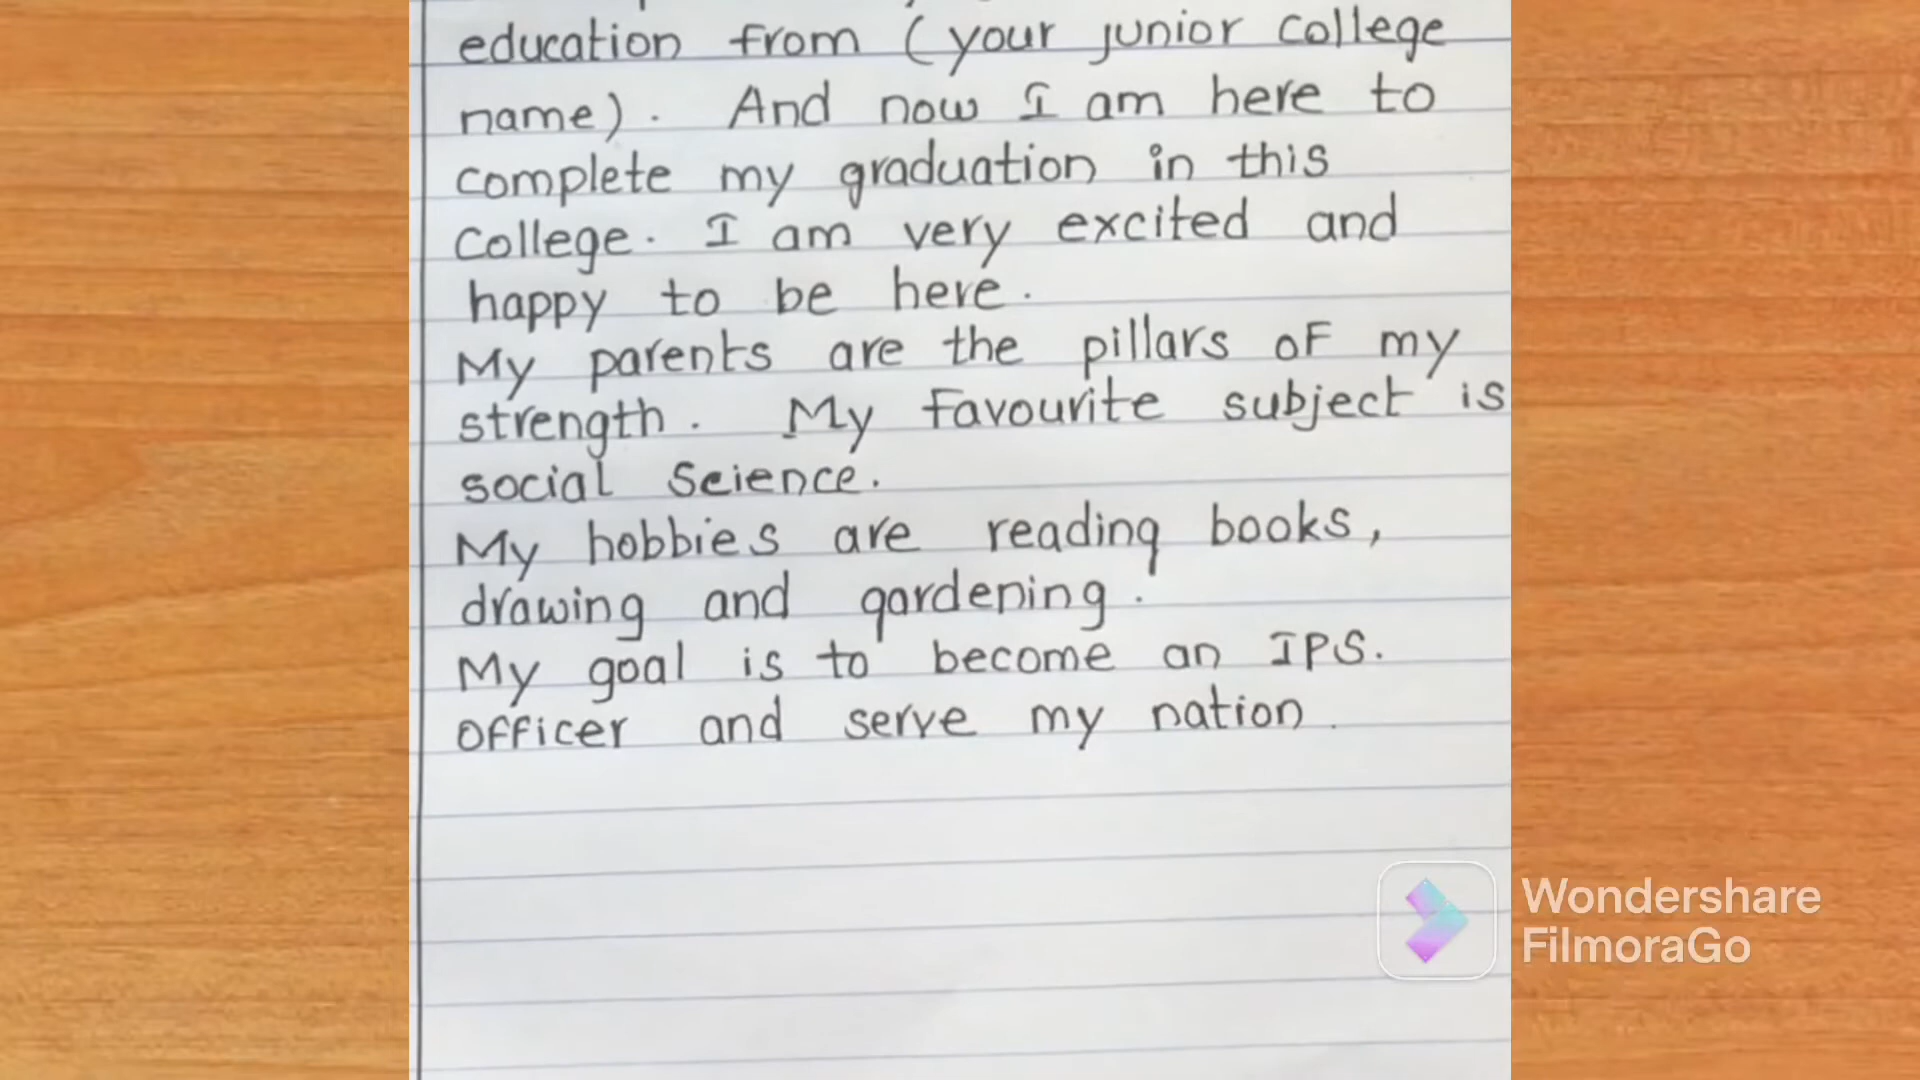 education from (your junior college
name). And now I am here to
complete my graduation in this
college. I am very excited and
happy to be here.
My parents are the pillars of my
strength. My favourite subject is
social Science.
My hobbies are reading books,
drawing and gardening.
My goal is to become an IPS.
officer and serve my nation.
Wondershare
FilmoraGo